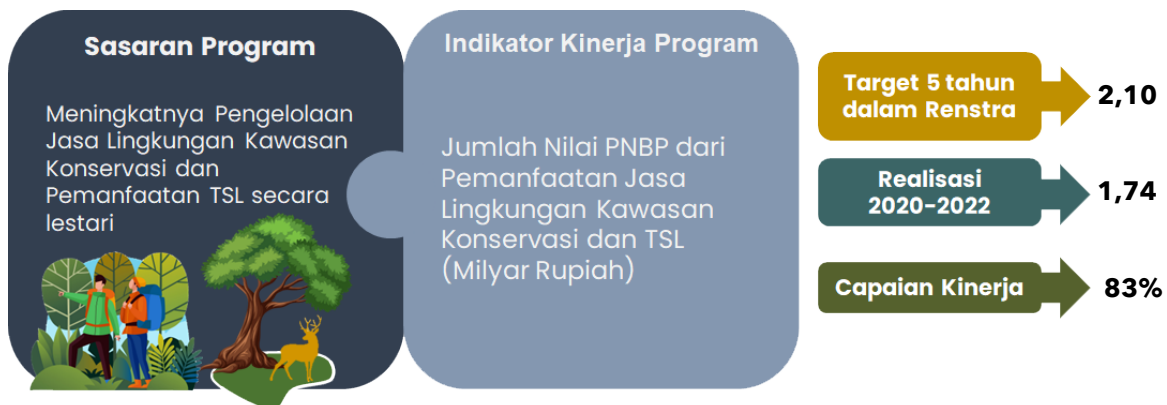 Sasaran Program
Meningkatnya Pengelolaan
Jasa Lingkungan Kawasan
Konservasi dan
Pemanfaatan TSL secara
lestari
Indikator Kinerja Program
Jumlah Nilai PNBP dari
Pemanfaatan Jasa
Lingkungan Kawasan
Konservasi dan TSL
(Milyar Rupiah)
Target 5 tahun
dalam Renstra
2,10
Realisasi
2020-2022
1,74
Capaian Kinerja
83%